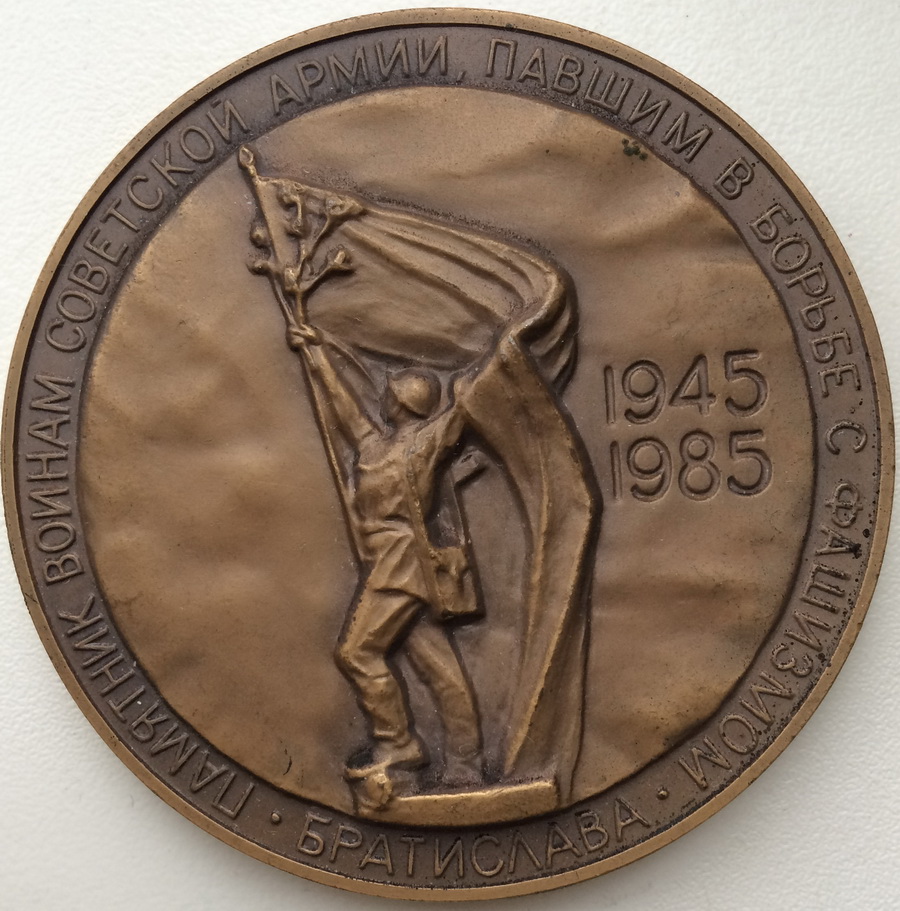 ПАМЯТНИК ВОИНАМ СОВЕТСКОЙ АРМИИ, ПАВШИМ В БОРЬБЕ С ФАШИЗМОМ
· БРАТИСЛАВА ·
1945
1985